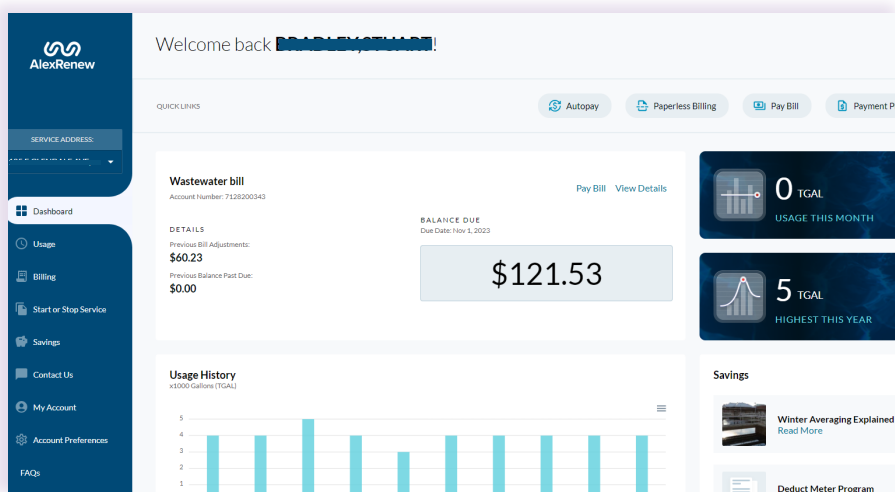 AlexRenew
Welcome back !
QUICK LINKS
Autopay
Paperless Billing
Pay Bill
Payment P
SERVICE ADDRESS:
Dashboard
Usage
Billing
Start or Stop Service
Savings
Contact Us
My Account
Account Preferences
FAQs
Wastewater bill
Account Number: 7128200343
Pay Bill View Details
DETAILS
Previous Bill Adjustments:
$60.23
Previous Balance Past Due:
$0.00
BALANCE DUE
Due Date: Nov 1, 2023
$121.53
0 TGAL
USAGE THIS MONTH
5 TGAL
HIGHEST THIS YEAR
Usage History
x1000 Gallons (TGAL)
5
4
3
2
1
Savings
Winter Averaging Explained
Read More
Deduct Meter Program